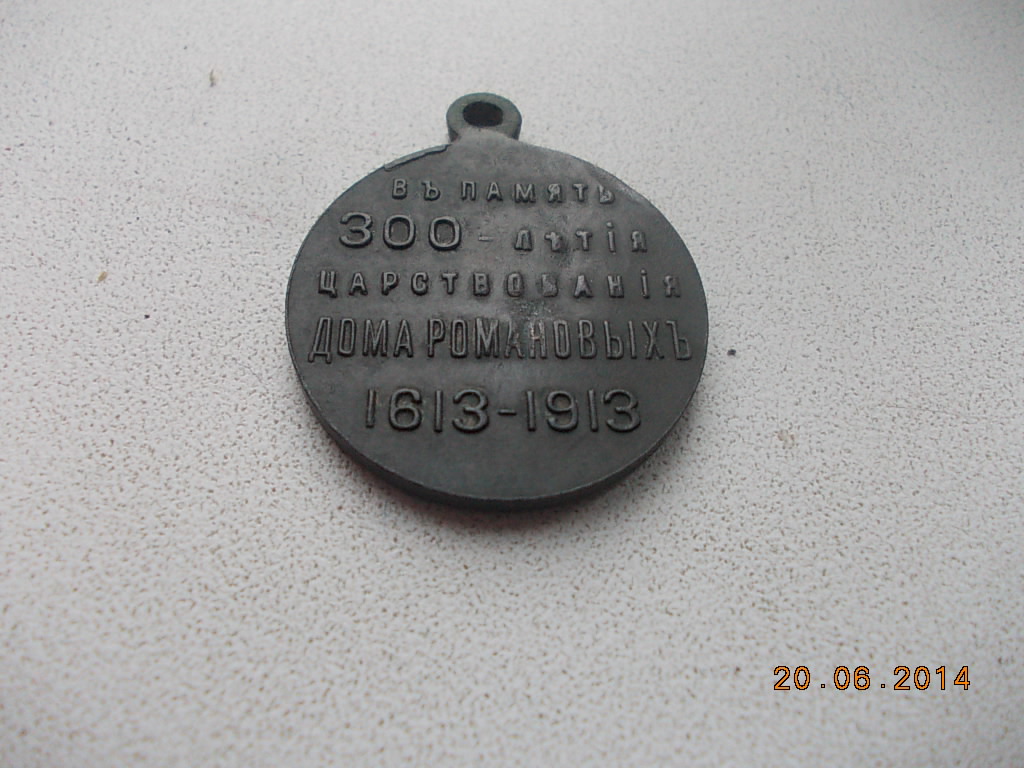 ВЪ ПАМЯТЬ
300-ЛѢТІЯ
ЦАРСТВОВАНІЯ
ДОМА РОМАНОВЫХЪ
1613-1913
20.06.2014